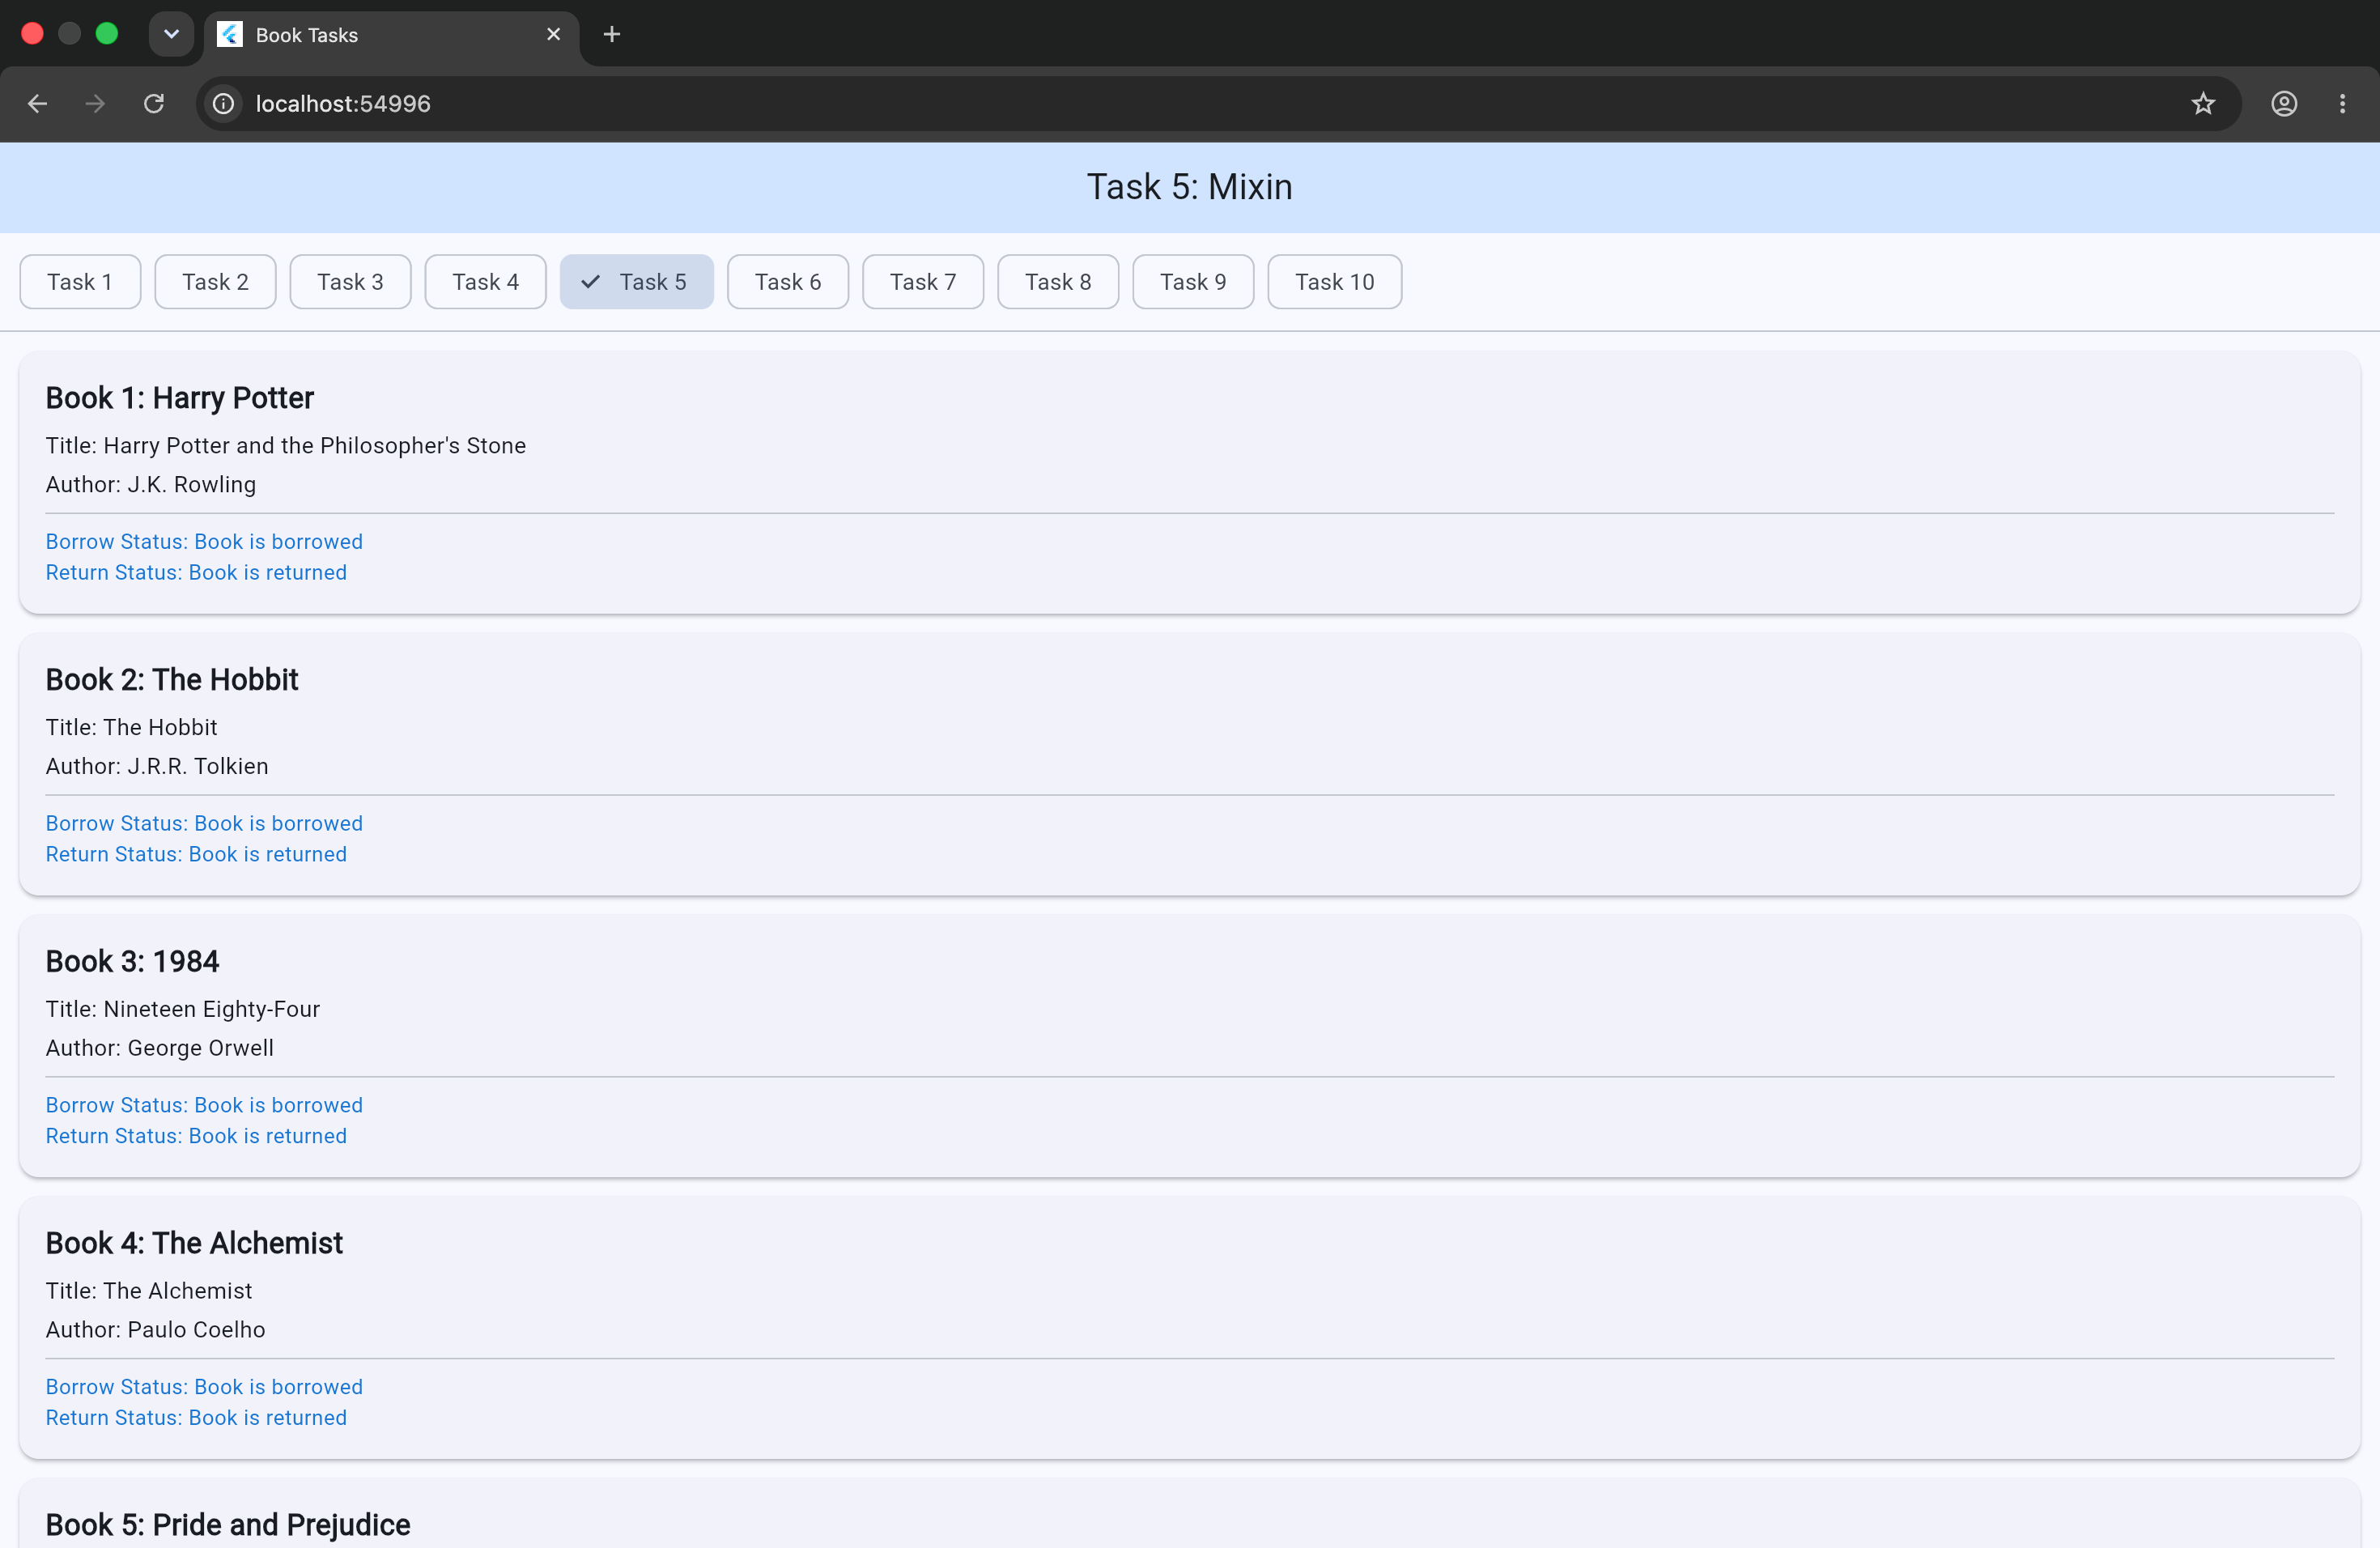 Book Tasks
localhost:54996
Task 5: Mixin
Task 1 Task 2 Task 3 Task 4 Task 5 Task 6 Task 7 Task 8 Task 9 Task 10
Book 1: Harry Potter
Title: Harry Potter and the Philosopher's Stone
Author: J.K. Rowling
Borrow Status: Book is borrowed
Return Status: Book is returned
Book 2: The Hobbit
Title: The Hobbit
Author: J.R.R. Tolkien
Borrow Status: Book is borrowed
Return Status: Book is returned
Book 3: 1984
Title: Nineteen Eighty-Four
Author: George Orwell
Borrow Status: Book is borrowed
Return Status: Book is returned
Book 4: The Alchemist
Title: The Alchemist
Author: Paulo Coelho
Borrow Status: Book is borrowed
Return Status: Book is returned
Book 5: Pride and Prejudice